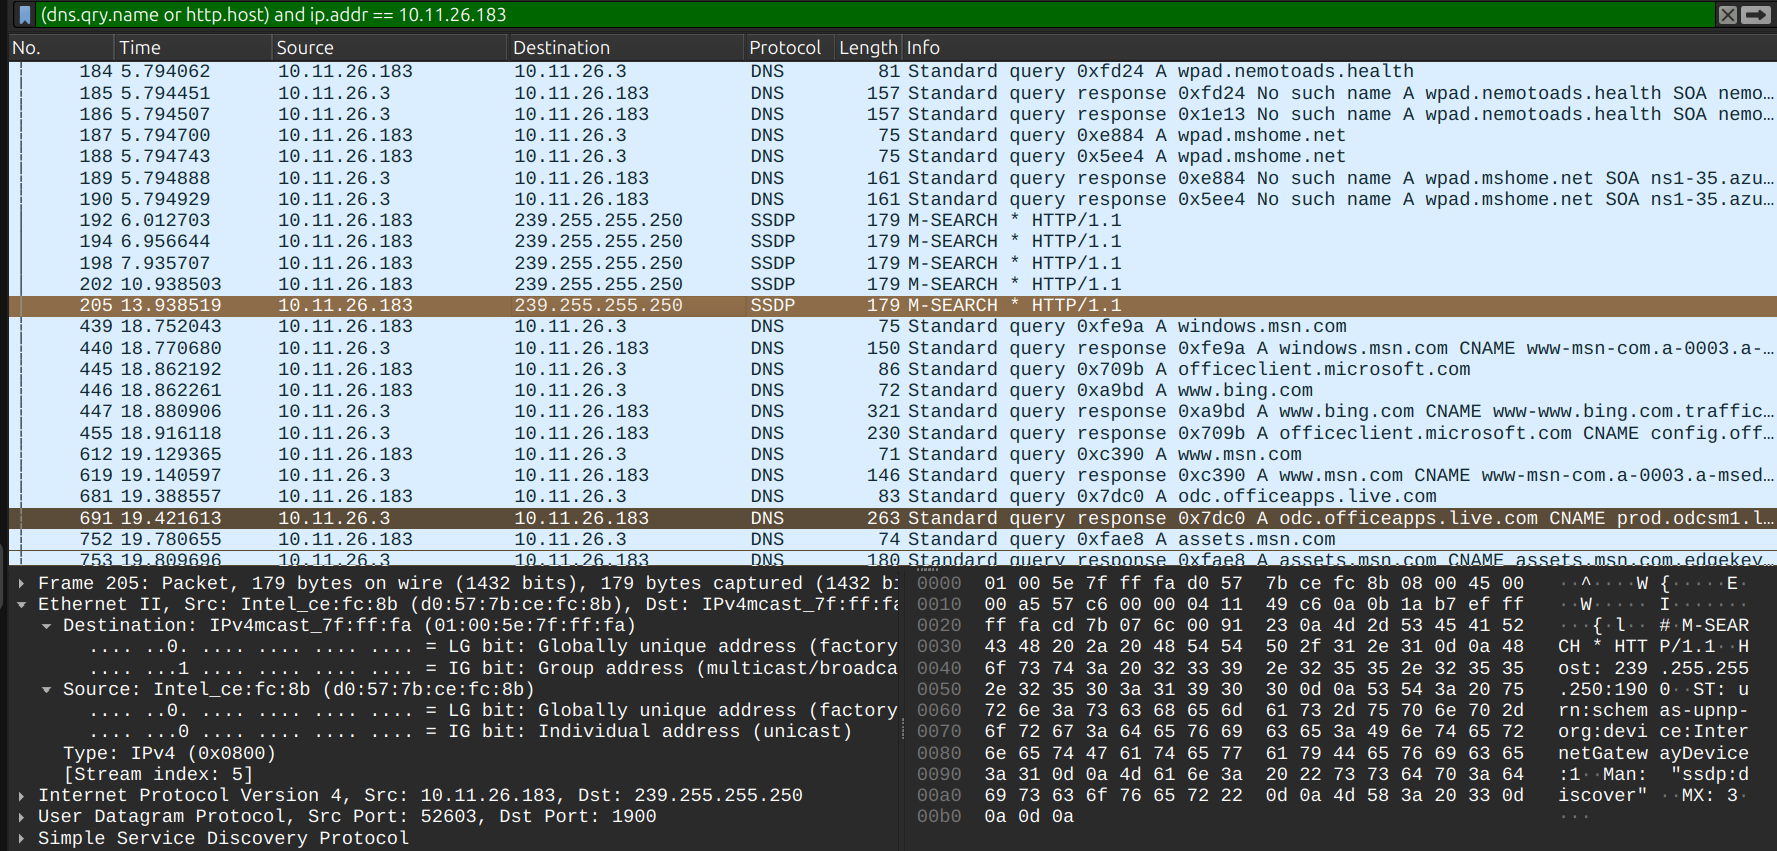 (dns.qry.name or http.host) and ip.addr == 10.11.26.183
No. Time Source Destination Protocol Length Info
184 5.794062 10.11.26.183 10.11.26.3 DNS 81 Standard query 0xfd24 A wpad.nemotoads.health
185 5.794451 10.11.26.3 10.11.26.183 DNS 157 Standard query response 0xfd24 No such name A wpad.nemotoads.health SOA nemo…
186 5.794507 10.11.26.3 10.11.26.183 DNS 157 Standard query response 0x1e13 No such name A wpad.nemotoads.health SOA nemo…
187 5.794700 10.11.26.183 10.11.26.3 DNS 75 Standard query 0xe884 A wpad.mshome.net
188 5.794743 10.11.26.183 10.11.26.3 DNS 75 Standard query 0x5ee4 A wpad.mshome.net
189 5.794888 10.11.26.3 10.11.26.183 DNS 161 Standard query response 0xe884 No such name A wpad.mshome.net SOA ns1-35.azu…
190 5.794929 10.11.26.3 10.11.26.183 DNS 161 Standard query response 0x5ee4 No such name A wpad.mshome.net SOA ns1-35.azu…
192 6.012703 10.11.26.183 239.255.255.250 SSDP 179 M-SEARCH * HTTP/1.1
194 6.956644 10.11.26.183 239.255.255.250 SSDP 179 M-SEARCH * HTTP/1.1
198 7.935707 10.11.26.183 239.255.255.250 SSDP 179 M-SEARCH * HTTP/1.1
202 10.938503 10.11.26.183 239.255.255.250 SSDP 179 M-SEARCH * HTTP/1.1
205 13.938519 10.11.26.183 239.255.255.250 SSDP 179 M-SEARCH * HTTP/1.1
439 18.752043 10.11.26.183 10.11.26.3 DNS 75 Standard query 0xfe9a A windows.msn.com
440 18.770680 10.11.26.3 10.11.26.183 DNS 150 Standard query response 0xfe9a A windows.msn.com CNAME www-msn-com.a-0003.a-…
445 18.862192 10.11.26.183 10.11.26.3 DNS 86 Standard query 0x709b A officeclient.microsoft.com
446 18.862261 10.11.26.183 10.11.26.3 DNS 72 Standard query 0xa9bd A www.bing.com
447 18.880906 10.11.26.3 10.11.26.183 DNS 321 Standard query response 0xa9bd A www.bing.com CNAME www-www.bing.com.traffic…
455 18.916118 10.11.26.3 10.11.26.183 DNS 230 Standard query response 0x709b A officeclient.microsoft.com CNAME config.off…
612 19.129365 10.11.26.183 10.11.26.3 DNS 71 Standard query 0xc390 A www.msn.com
619 19.140597 10.11.26.3 10.11.26.183 DNS 146 Standard query response 0xc390 A www.msn.com CNAME www-msn-com.a-0003.a-msed…
681 19.388557 10.11.26.183 10.11.26.3 DNS 83 Standard query 0x7dc0 A odc.officeapps.live.com
691 19.421613 10.11.26.3 10.11.26.183 DNS 263 Standard query response 0x7dc0 A odc.officeapps.live.com CNAME prod.odcsm1.l…
752 19.780655 10.11.26.183 10.11.26.3 DNS 74 Standard query 0xfae8 A assets.msn.com
753 19.809696 10.11.26.3 10.11.26.183 DNS 180 Standard query response 0xfae8 A assets.msn.com CNAME assets.msn.com.edgekey…
Frame 205: Packet, 179 bytes on wire (1432 bits), 179 bytes captured (1432 b
Ethernet II, Src: Intel_ce:fc:8b (d0:57:7b:ce:fc:8b), Dst: IPv4mcast_7f:ff:fa
Destination: IPv4mcast_7f:ff:fa (01:00:5e:7f:ff:fa)
.... ..0. .... .... .... .... = LG bit: Globally unique address (factory
.... ...1 .... .... .... .... = IG bit: Group address (multicast/broadca
Source: Intel_ce:fc:8b (d0:57:7b:ce:fc:8b)
.... ..0. .... .... .... .... = LG bit: Globally unique address (factory
.... ...0 .... .... .... .... = IG bit: Individual address (unicast)
Type: IPv4 (0x0800)
[Stream index: 5]
Internet Protocol Version 4, Src: 10.11.26.183, Dst: 239.255.255.250
User Datagram Protocol, Src Port: 52603, Dst Port: 1900
Simple Service Discovery Protocol
0000 01 00 5e 7f ff fa d0 57 7b ce fc 8b 08 00 45 00 ··^····W {·····E·
0010 00 a5 57 c6 00 00 04 11 49 c6 0a 0b 1a b7 ef ff ··W····· I·······
0020 ff fa cd 7b 07 6c 00 91 23 0a 4d 2d 53 45 41 52 ···{·l·· #·M-SEAR
0030 43 48 20 2a 20 48 54 54 50 2f 31 2e 31 0d 0a 48 CH * HTT P/1.1··H
0040 6f 73 74 3a 20 32 33 39 2e 32 35 35 2e 32 35 35 ost: 239 .255.255
0050 2e 32 35 30 3a 31 39 30 30 0d 0a 53 54 3a 20 75 .250:190 0··ST: u
0060 72 6e 3a 73 63 68 65 6d 61 73 2d 75 70 6e 70 2d rn:schem as-upnp-
0070 6f 72 67 3a 64 65 76 69 63 65 3a 49 6e 74 65 72 org:devi ce:Inter
0080 6e 65 74 47 61 74 65 77 61 79 44 65 76 69 63 65 netGatew ayDevice
0090 3a 31 0d 0a 4d 61 6e 3a 20 22 73 73 64 70 3a 64 :1··Man: "ssdp:d
00a0 69 73 63 6f 76 65 72 22 0d 0a 4d 58 3a 20 33 0d iscover" ··MX: 3·
00b0 0a 0d 0a ···